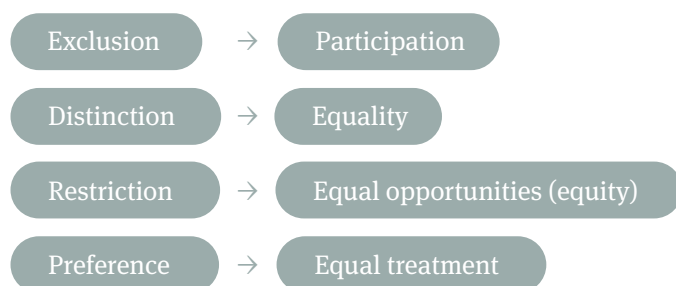 Exclusion → Participation
Distinction → Equality
Restriction → Equal opportunities (equity)
Preference → Equal treatment